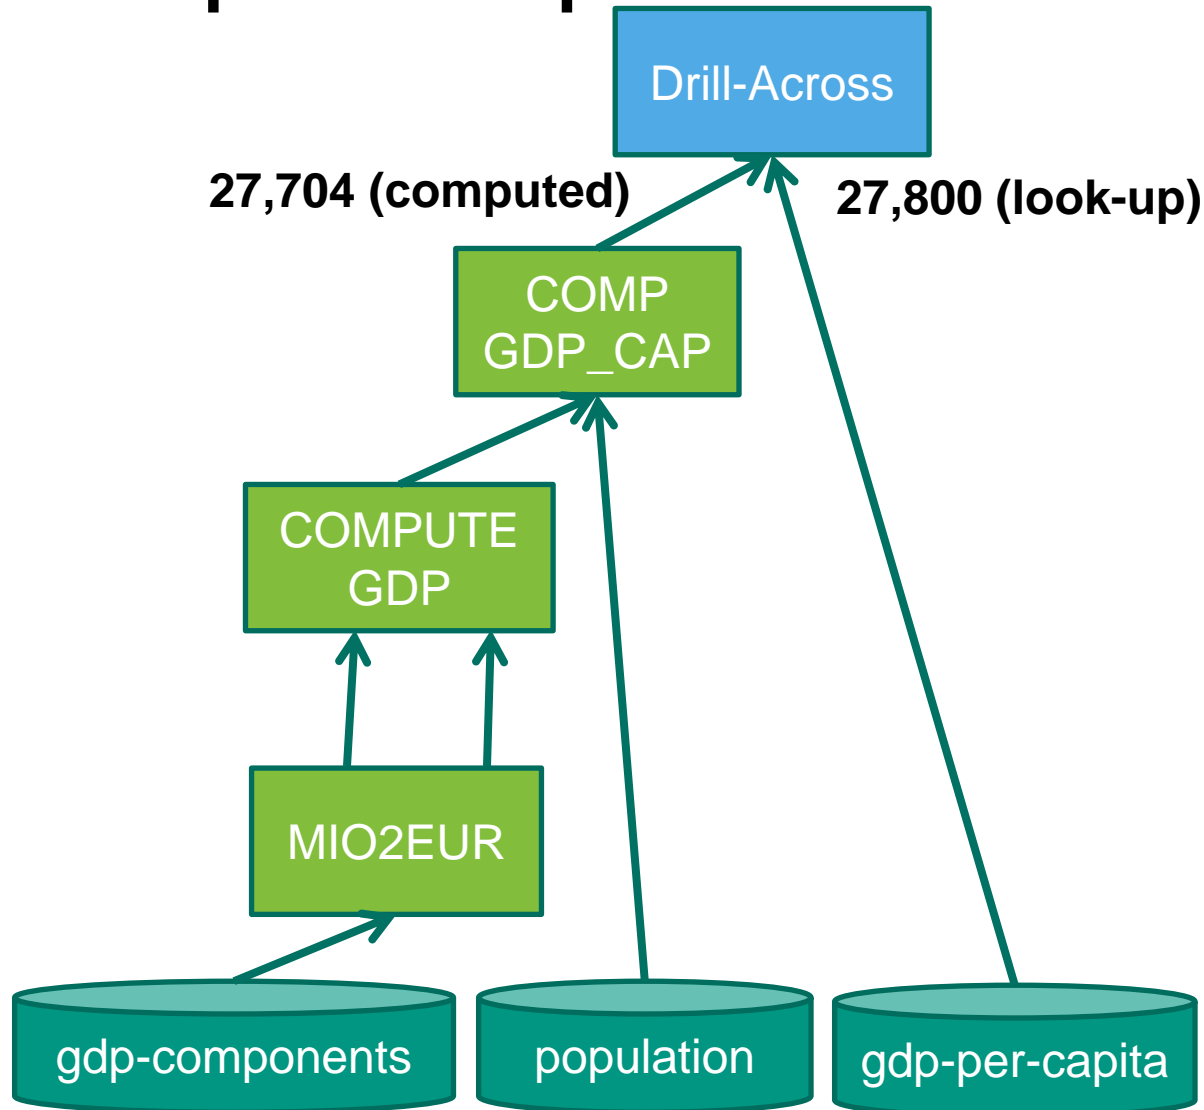 Drill-Across
27,704 (computed)
27,800 (look-up)
COMP
GDP_CAP
COMPUTE
GDP
MIO2EUR
gdp-components
population
gdp-per-capita